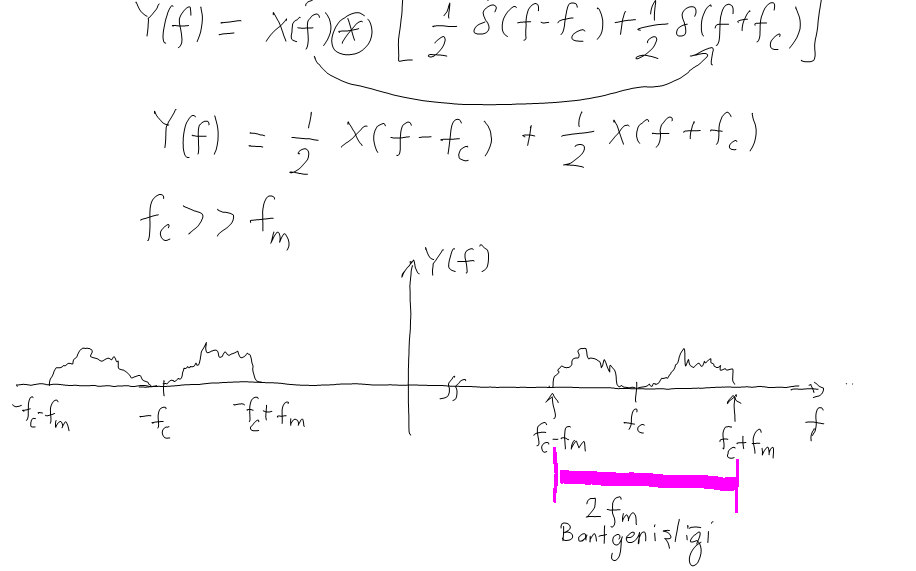 Y(f) = X(f) ⊛ [ 1/2 δ(f-fc) + 1/2 δ(f+fc) ]
Y(f) = 1/2 X(f-fc) + 1/2 X(f+fc)
fc >> fm
Y(f)
-fc-fm -fc -fc+fm fc-fm fc fc+fm f
2fm
Bantgenişliği